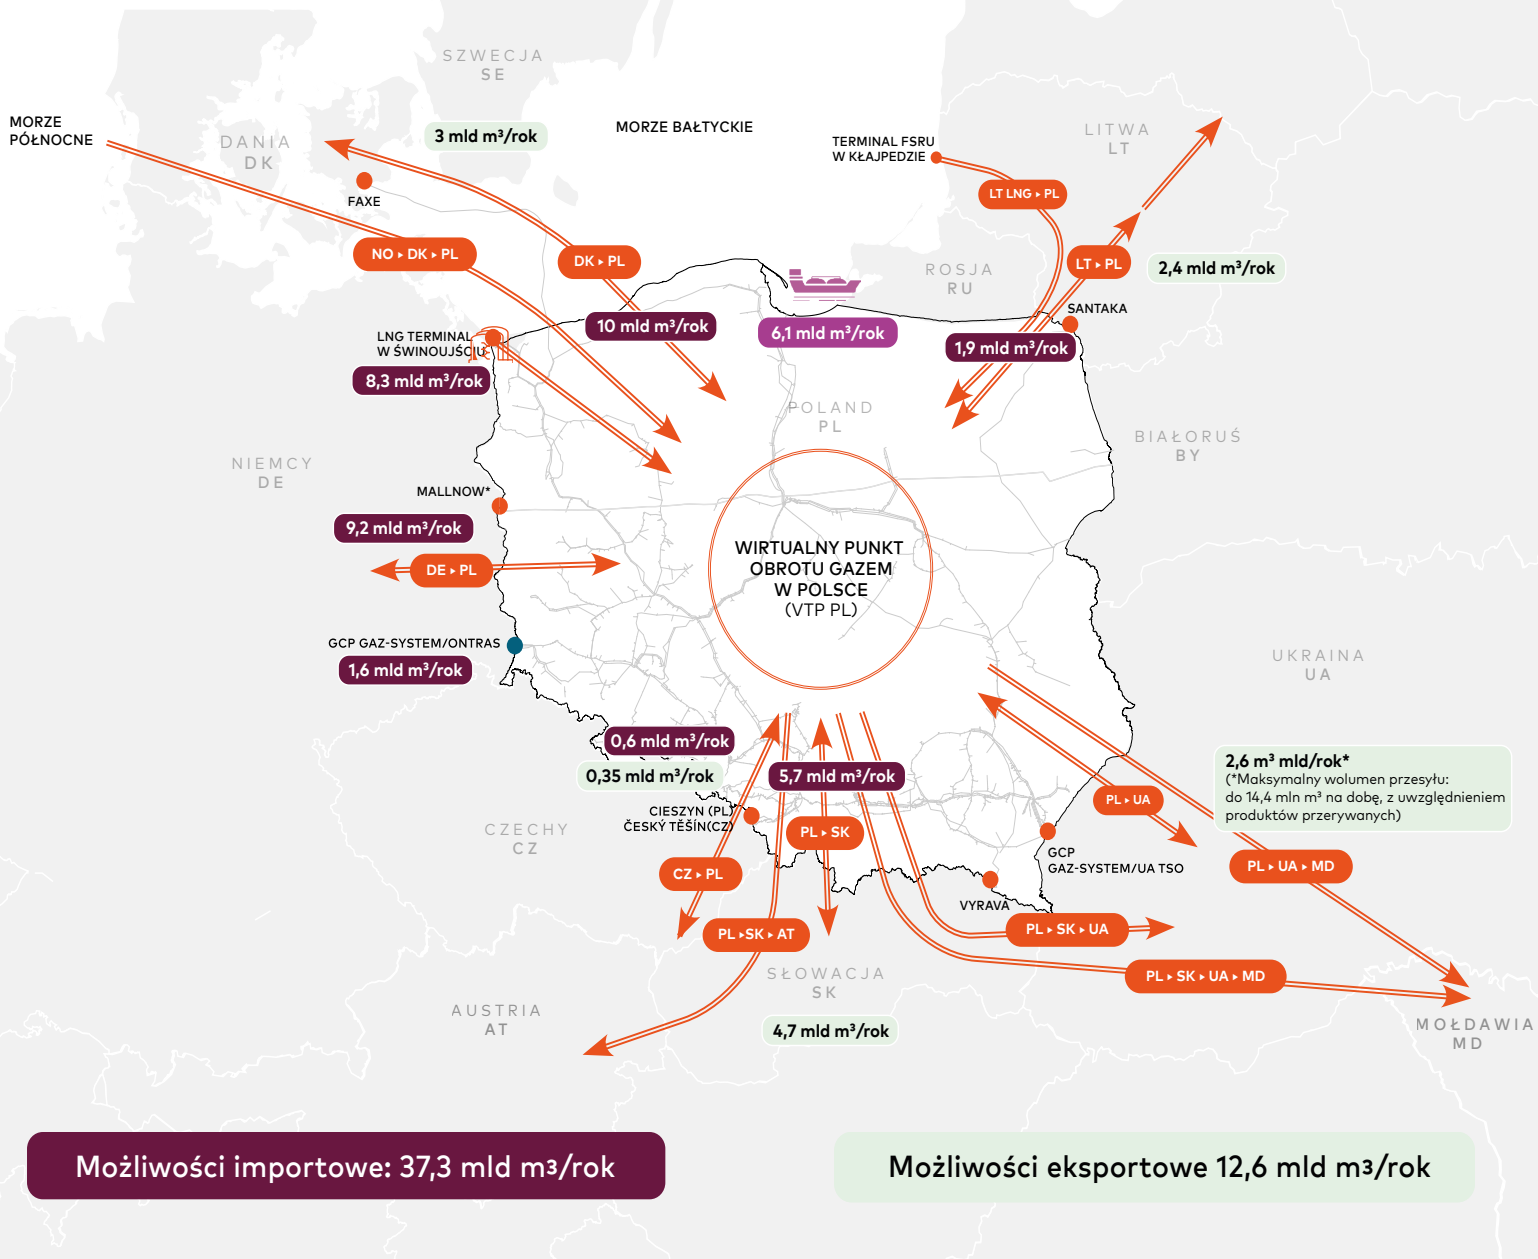 SZWECJA
SE
MORZE
PÓŁNOCNE
DANIA
DK
3 mld m³/rok
MORZE BAŁTYCKIE
TERMINAL FSRU
W KŁAJPEDZIE
LITWA
LT
FAXE
LT LNG ▸ PL
NO ▸ DK ▸ PL
DK ▸ PL
LT ▸ PL
2,4 mld m³/rok
ROSJA
RU
SANTAKA
LNG TERMINAL
W ŚWINOUJŚCIU
10 mld m³/rok
6,1 mld m³/rok
1,9 mld m³/rok
8,3 mld m³/rok
POLAND
PL
BIAŁORUŚ
BY
NIEMCY
DE
MALLNOW*
9,2 mld m³/rok
DE ▸ PL
WIRTUALNY PUNKT
OBROTU GAZEM
W POLSCE
(VTP PL)
GCP GAZ-SYSTEM/ONTRAS
1,6 mld m³/rok
UKRAINA
UA
0,6 mld m³/rok
0,35 mld m³/rok
5,7 mld m³/rok
2,6 m³ mld/rok*
(*Maksymalny wolumen przesyłu:
do 14,4 mln m³ na dobę, z uwzględnieniem
produktów przerywanych)
PL ▸ UA
CIESZYN (PL)
ČESKÝ TĚŠÍN(CZ)
CZECHY
CZ
PL ▸ SK
GCP
GAZ-SYSTEM/UA TSO
PL ▸ UA ▸ MD
CZ ▸ PL
VYRAVA
PL ▸SK ▸ AT
PL ▸ SK ▸ UA
SŁOWACJA
SK
PL ▸ SK ▸ UA ▸ MD
AUSTRIA
AT
4,7 mld m³/rok
MOŁDAWIA
MD
Możliwości importowe: 37,3 mld m3/rok
Możliwości eksportowe 12,6 mld m3/rok